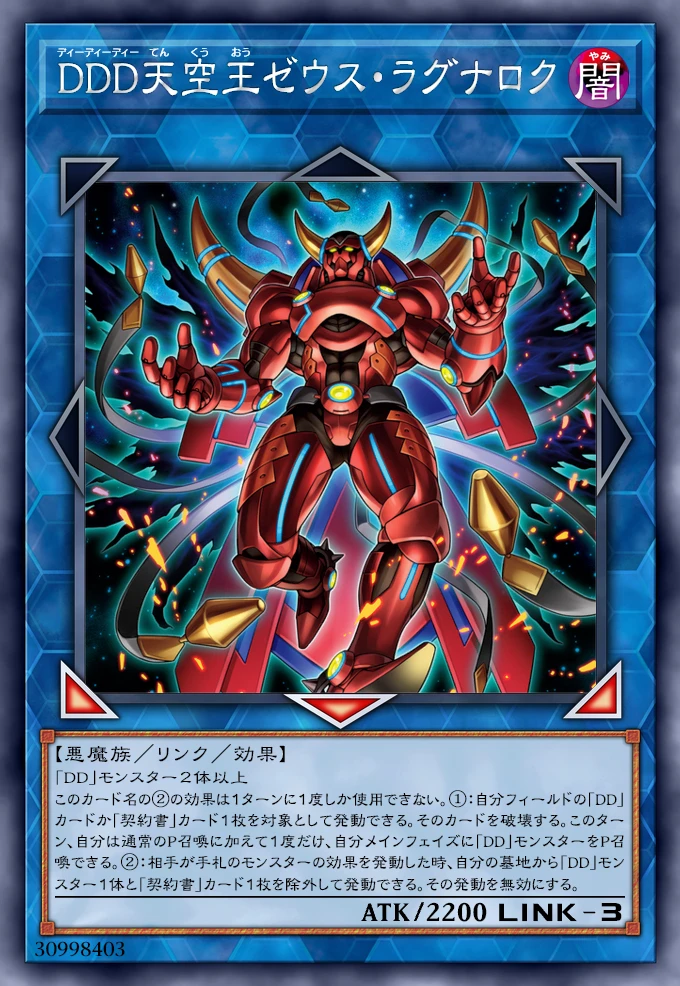 ディーディーディー てん くう おう
DDD天空王ゼウス・ラグナロク
やみ
闇
【悪魔族／リンク／効果】
「DD」モンスター２体以上
このカード名の②の効果は１ターンに１度しか使用できない。①：自分フィールドの「DD」
カードか「契約書」カード１枚を対象として発動できる。そのカードを破壊する。このター
ン、自分は通常のP召喚に加えて１度だけ、自分メインフェイズに「DD」モンスターをP召
喚できる。②：相手が手札のモンスターの効果を発動した時、自分の墓地から「DD」モン
スター１体と「契約書」カード１枚を除外して発動できる。その発動を無効にする。
ATK/2200 LINK-3
30998403